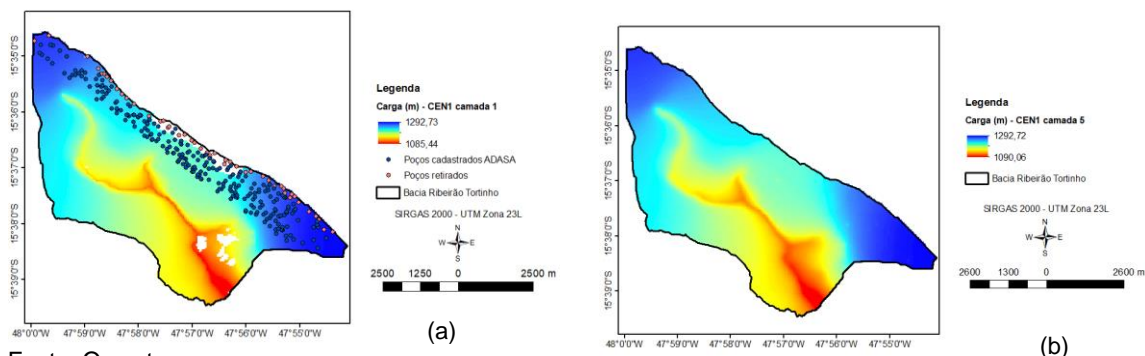 15°35'0"S
15°36'0"S
15°37'0"S
15°38'0"S
15°39'0"S
48°0'0"W 47°59'0"W 47°58'0"W 47°57'0"W 47°56'0"W 47°55'0"W
Legenda
Carga (m) - CEN1 camada 1
1292,73
1085,44
Poços cadastrados ADASA
Poços retirados
Bacia Ribeirão Tortinho
SIRGAS 2000 - UTM Zona 23L
N
W E
S
2500 1250 0 2500 m
(a)
15°35'0"S
15°36'0"S
15°37'0"S
15°38'0"S
15°39'0"S
48°0'0"W 47°59'0"W 47°58'0"W 47°57'0"W 47°56'0"W 47°55'0"W
Legenda
Carga (m) - CEN1 camada 5
1292,72
1090,06
Bacia Ribeirão Tortinho
SIRGAS 2000 - UTM Zona 23L
N
W E
S
2600 1300 0 2600 m
(b)